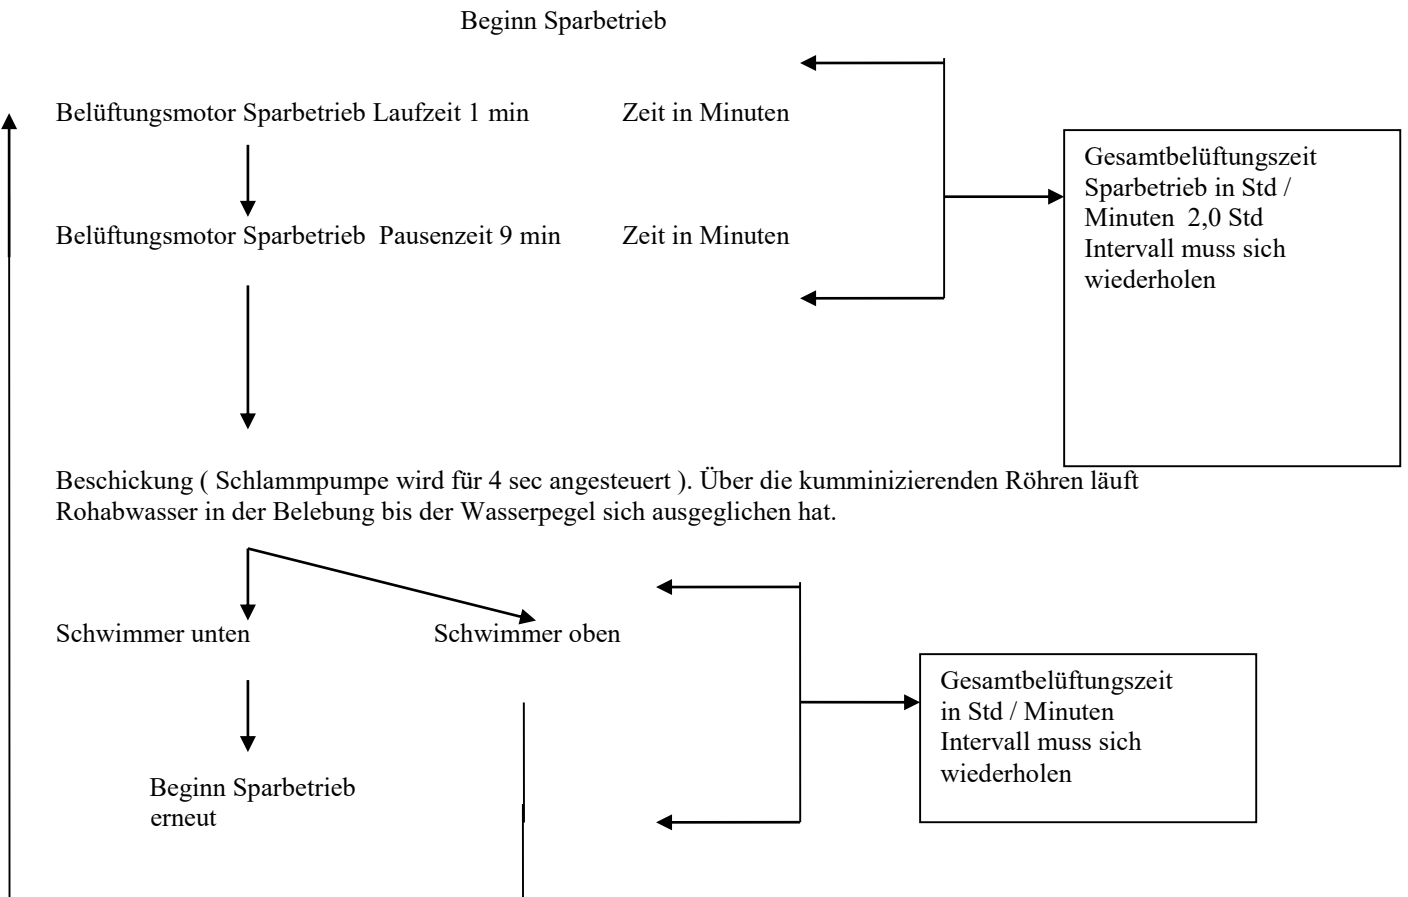 Beginn Sparbetrieb
Belüftungsmotor Sparbetrieb Laufzeit 1 min
Zeit in Minuten
Belüftungsmotor Sparbetrieb  Pausenzeit 9 min
Zeit in Minuten
Gesamtbelüftungszeit
Sparbetrieb in Std /
Minuten  2,0 Std
Intervall muss sich
wiederholen
Beschickung ( Schlammpumpe wird für 4 sec angesteuert ). Über die kumminizierenden Röhren läuft
Rohabwasser in der Belebung bis der Wasserpegel sich ausgeglichen hat.
Schwimmer unten
Schwimmer oben
Gesamtbelüftungszeit
in Std / Minuten
Intervall muss sich
wiederholen
Beginn Sparbetrieb
erneut